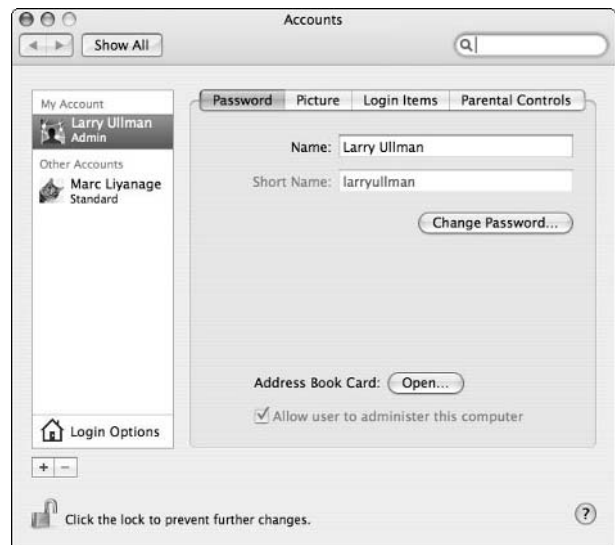 Accounts
Show All
My Account
Larry Ullman
Admin
Other Accounts
Marc Liyanage
Standard
Login Options
+ −
Password Picture Login Items Parental Controls
Name: Larry Ullman
Short Name: larryullman
Change Password...
Address Book Card: Open...
Allow user to administer this computer
Click the lock to prevent further changes.
?